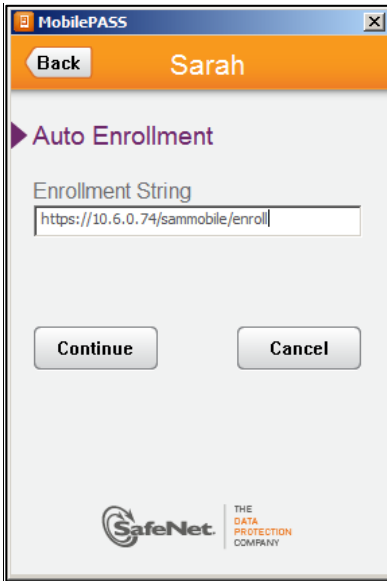 MobilePASS
Back
Sarah
Auto Enrollment
Enrollment String
https://10.6.0.74/sammobile/enroll
Continue
Cancel
SafeNet.
THE
DATA
PROTECTION
COMPANY